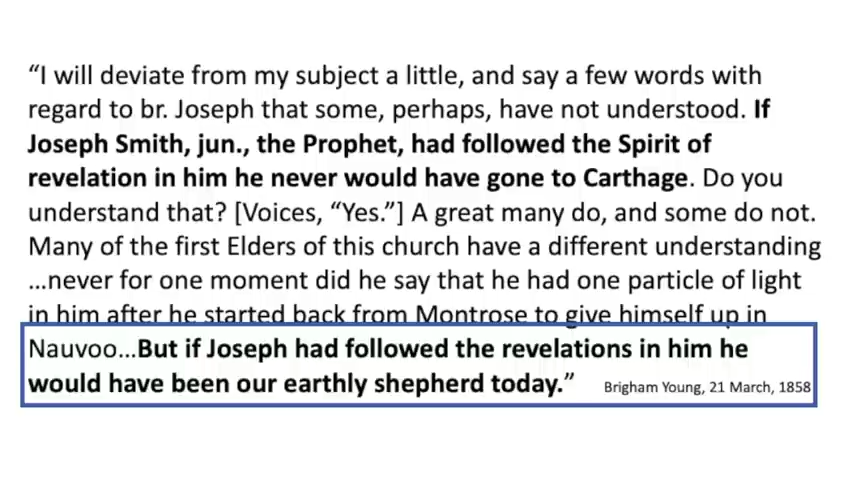 “I will deviate from my subject a little, and say a few words with
regard to br. Joseph that some, perhaps, have not understood. If
Joseph Smith, jun., the Prophet, had followed the Spirit of
revelation in him he never would have gone to Carthage. Do you
understand that? [Voices, “Yes.”] A great many do, and some do not.
Many of the first Elders of this church have a different understanding
…never for one moment did he say that he had one particle of light
in him after he started back from Montrose to give himself up in
Nauvoo…But if Joseph had followed the revelations in him he
would have been our earthly shepherd today.” Brigham Young, 21 March, 1858